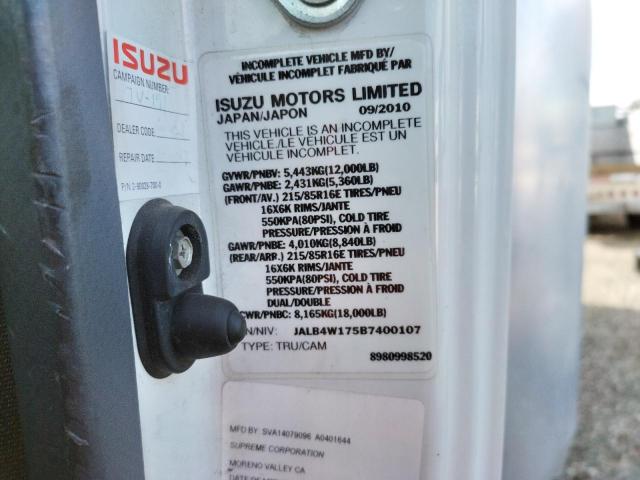 ISUZU
CAMPAIGN NUMBER
DEALER CODE
REPAIR DATE
INCOMPLETE VEHICLE MFD BY/
VÉHICULE INCOMPLET FABRIQUÉ PAR
ISUZU MOTORS LIMITED
JAPAN/JAPON 09/2010
THIS VEHICLE IS AN INCOMPLETE
VEHICLE./LE VÉHICULE EST UN
VÉHICULE INCOMPLET.
GVWR/PNBV: 5,443KG(12,000LB)
GAWR/PNBE: 2,431KG(5,360LB)
(FRONT/AV.) 215/85R16E TIRES/PNEU
16X6K RIMS/JANTE
550KPA(80PSI), COLD TIRE
PRESSURE/PRESSION À FROID
GAWR/PNBE: 4,010KG(8,840LB)
(REAR/ARR.) 215/85R16E TIRES/PNEU
16X6K RIMS/JANTE
550KPA(80PSI), COLD TIRE
PRESSURE/PRESSION À FROID
DUAL/DOUBLE
CWR/PNBC: 8,165KG(18,000LB)
N/NIV: JALB4W175B7400107
TYPE: TRU/CAM
8980998520
MFD BY: SVA14079096 A0401644
SUPREME CORPORATION
MORENO VALLEY CA